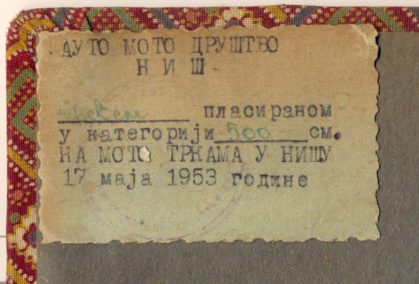 АУТО МОТО ДРУШТВО
НИШ
пласираном
у категорији 500 см.
НА МОТО ТРКАМА У НИШУ
17 маја 1953 године